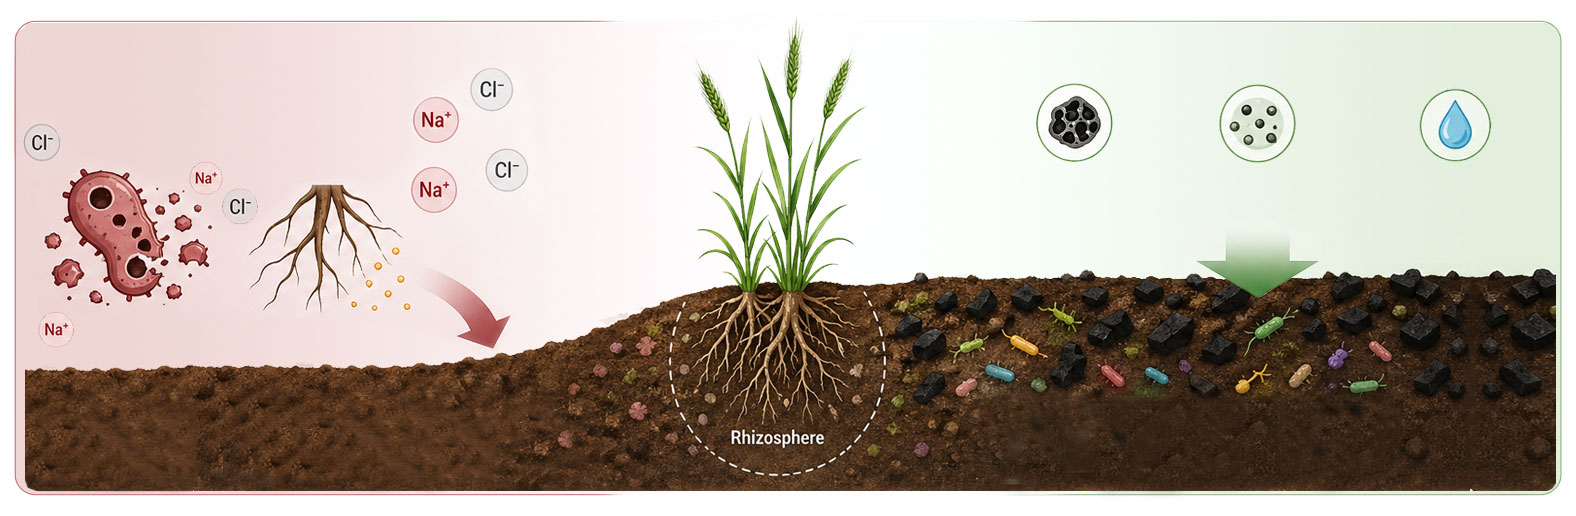 Cl⁻
Na⁺
Cl⁻
Na⁺
Cl⁻
Na⁺
Cl⁻
Na⁺
Rhizosphere